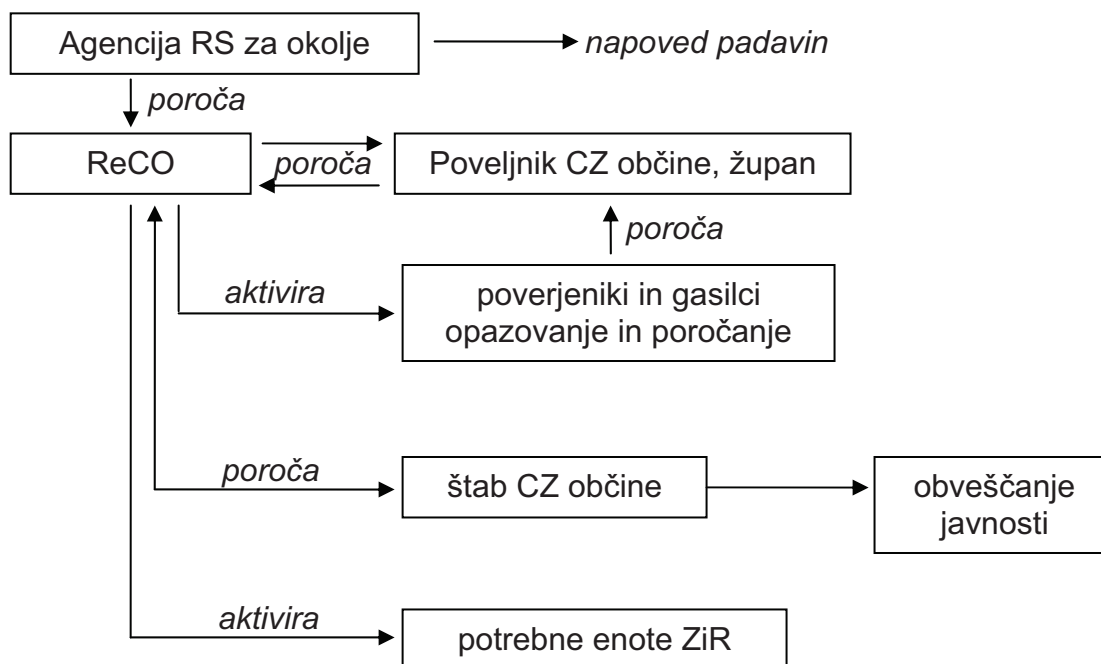 Agencija RS za okolje
napoved padavin
poroča
ReCO
poroča
Poveljnik CZ občine, župan
poroča
aktivira
poverjeniki in gasilci
opazovanje in poročanje
poroča
štab CZ občine
obveščanje
javnosti
aktivira
potrebne enote ZiR